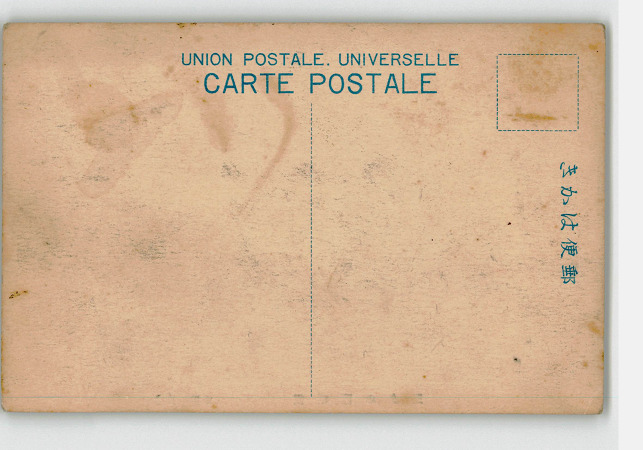 UNION POSTALE. UNIVERSELLE
CARTE POSTALE
きかは便郵